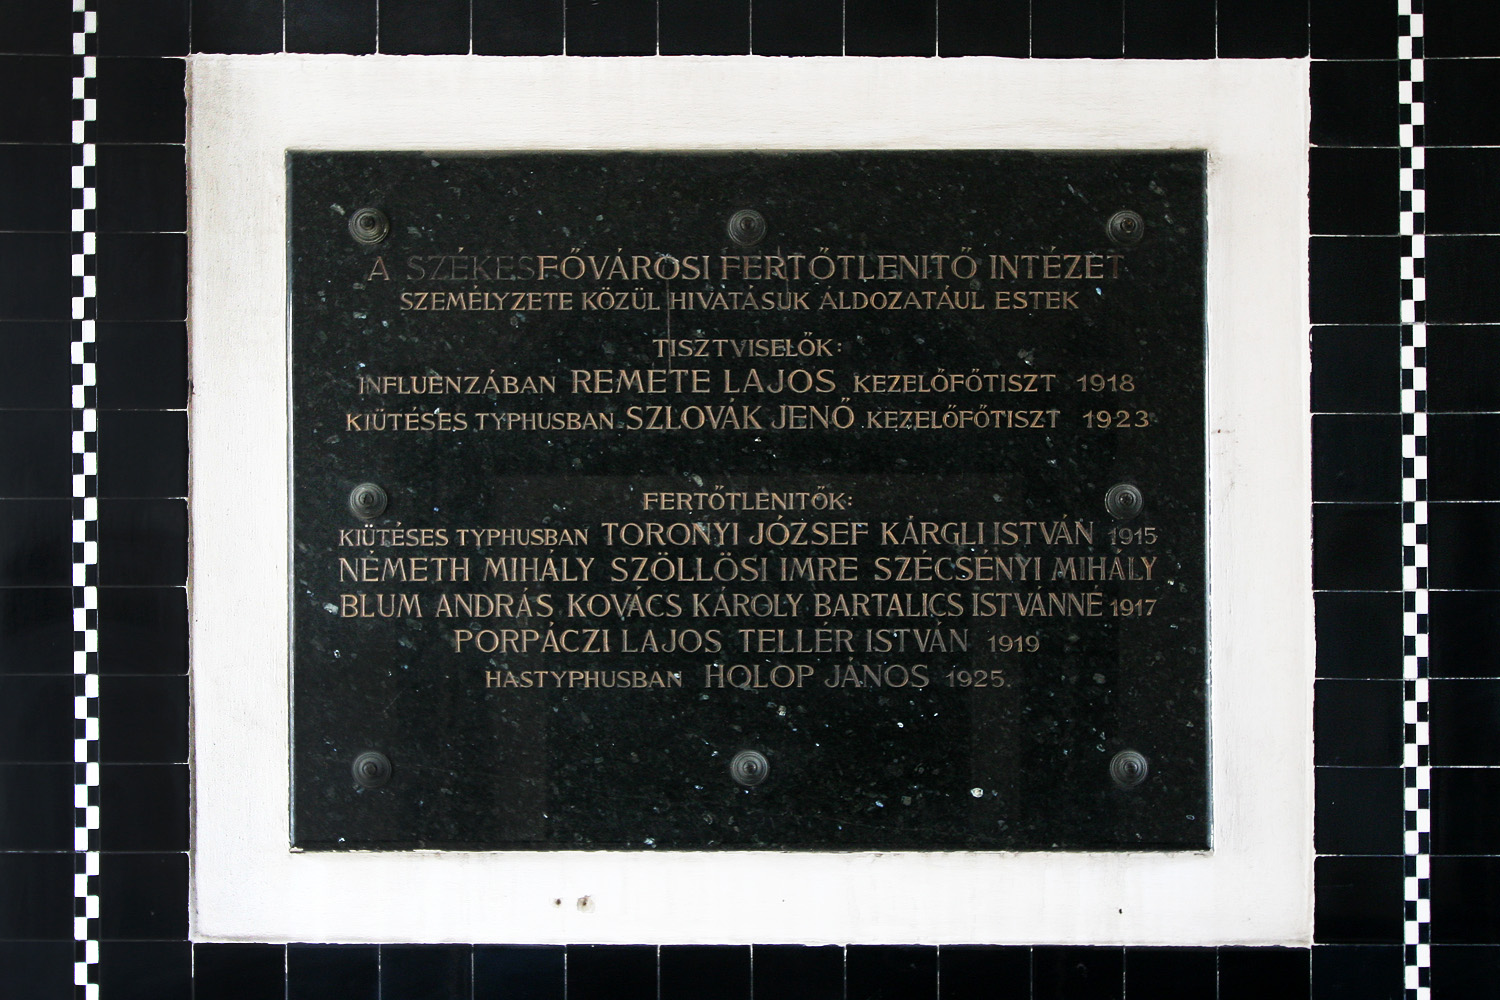 A SZÉKESFŐVÁROSI FERTŐTLENITŐ INTÉZET
SZEMÉLYZETE KÖZÜL HIVATÁSUK ÁLDOZATÁUL ESTEK
TISZTVISELŐK:
INFLUENZÁBAN REMETE LAJOS KEZELŐFŐTISZT 1918
KIÜTÉSES TYPHUSBAN SZLOVÁK JENŐ KEZELŐFŐTISZT 1923
FERTŐTLENITŐK:
KIÜTÉSES TYPHUSBAN TORONYI JÓZSEF KÁRGLI ISTVÁN 1915
NÉMETH MIHÁLY SZÖLLÖSI IMRE SZÉCSÉNYI MIHÁLY
BLUM ANDRÁS KOVÁCS KÁROLY BARTALICS ISTVÁNNÉ 1917
PORPÁCZI LAJOS TELLÉR ISTVÁN 1919
HASTYPHUSBAN HOLOP JÁNOS 1925.